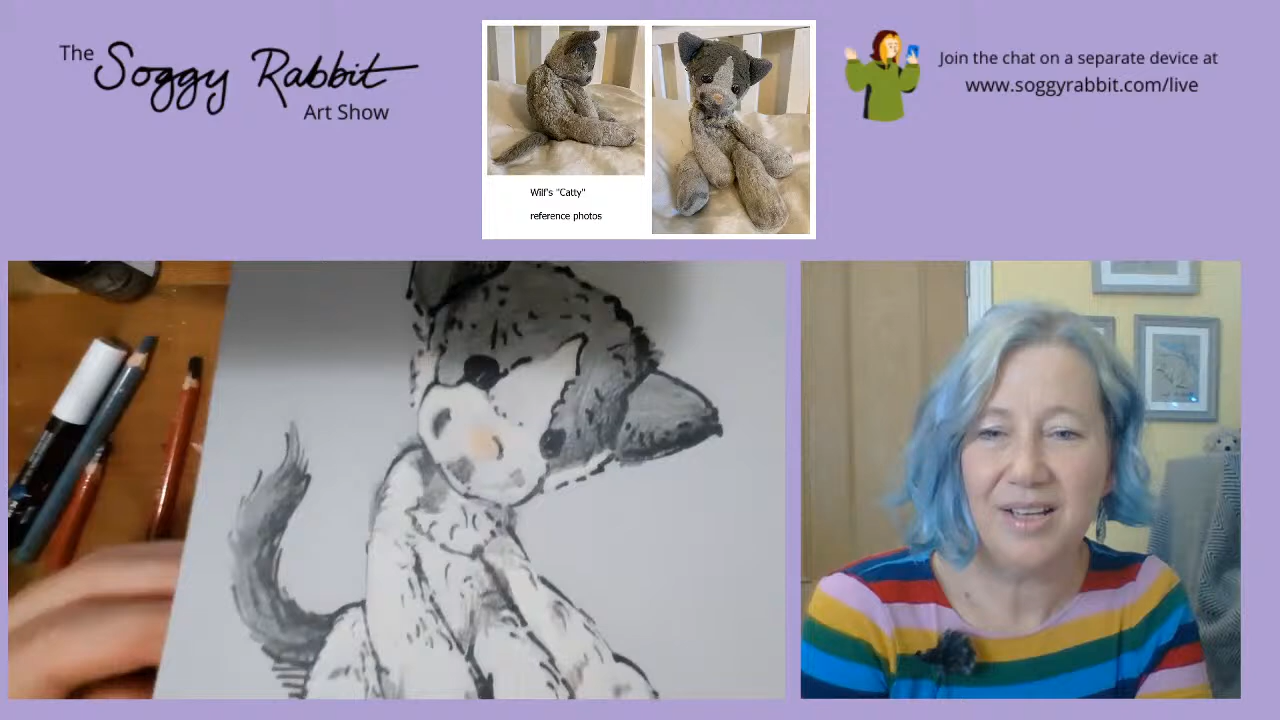 The
Soggy Rabbit
Art Show
Wilf's "Catty"
reference photos
Join the chat on a separate device at
www.soggyrabbit.com/live